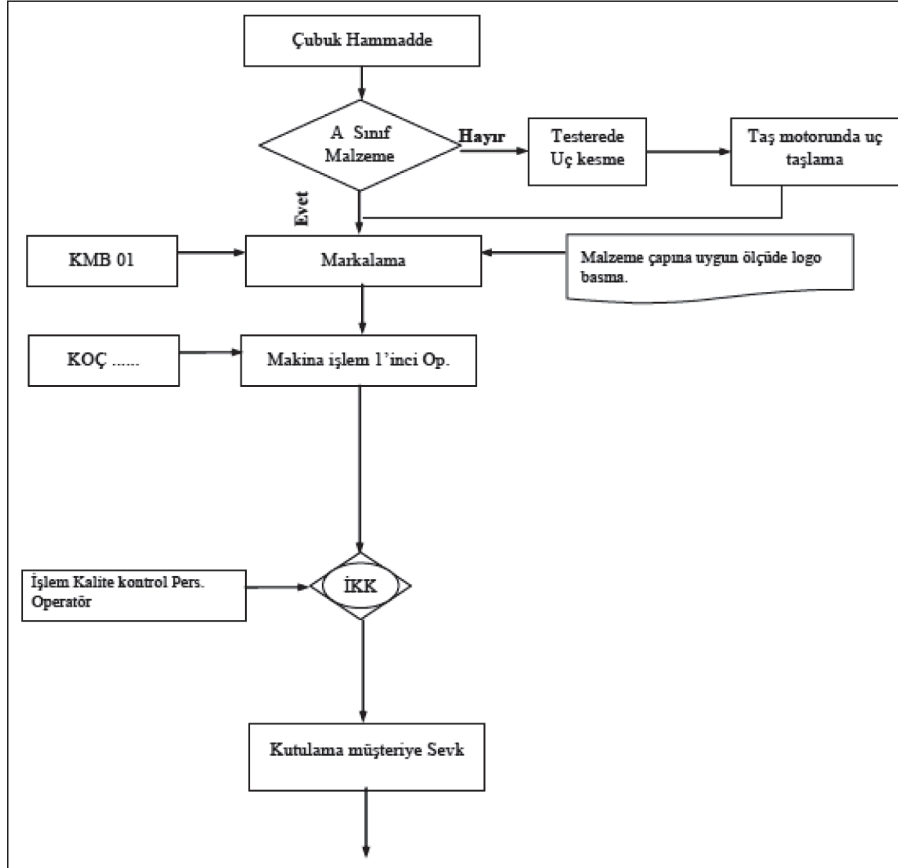 Çubuk Hammadde
A Sınıf
Malzeme
Hayır
Testerede
Uç kesme
Taş motorunda uç
taşlama
Evet
KMB 01
Markalama
Malzeme çapına uygun ölçüde logo
basma.
KOÇ ......
Makina işlem 1’inci Op.
İşlem Kalite kontrol Pers.
Operatör
İKK
Kutulama müşteriye Sevk